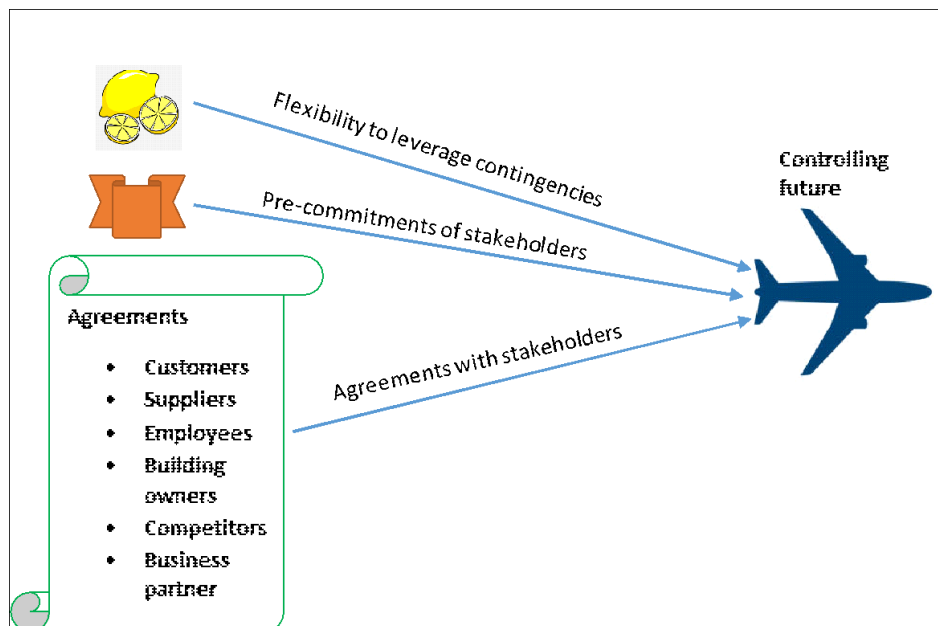 Flexibility to leverage contingencies
Controlling
future
Pre-commitments of stakeholders
Agreements with stakeholders
Agreements
• Customers
• Suppliers
• Employees
• Building
owners
• Competitors
• Business
partner